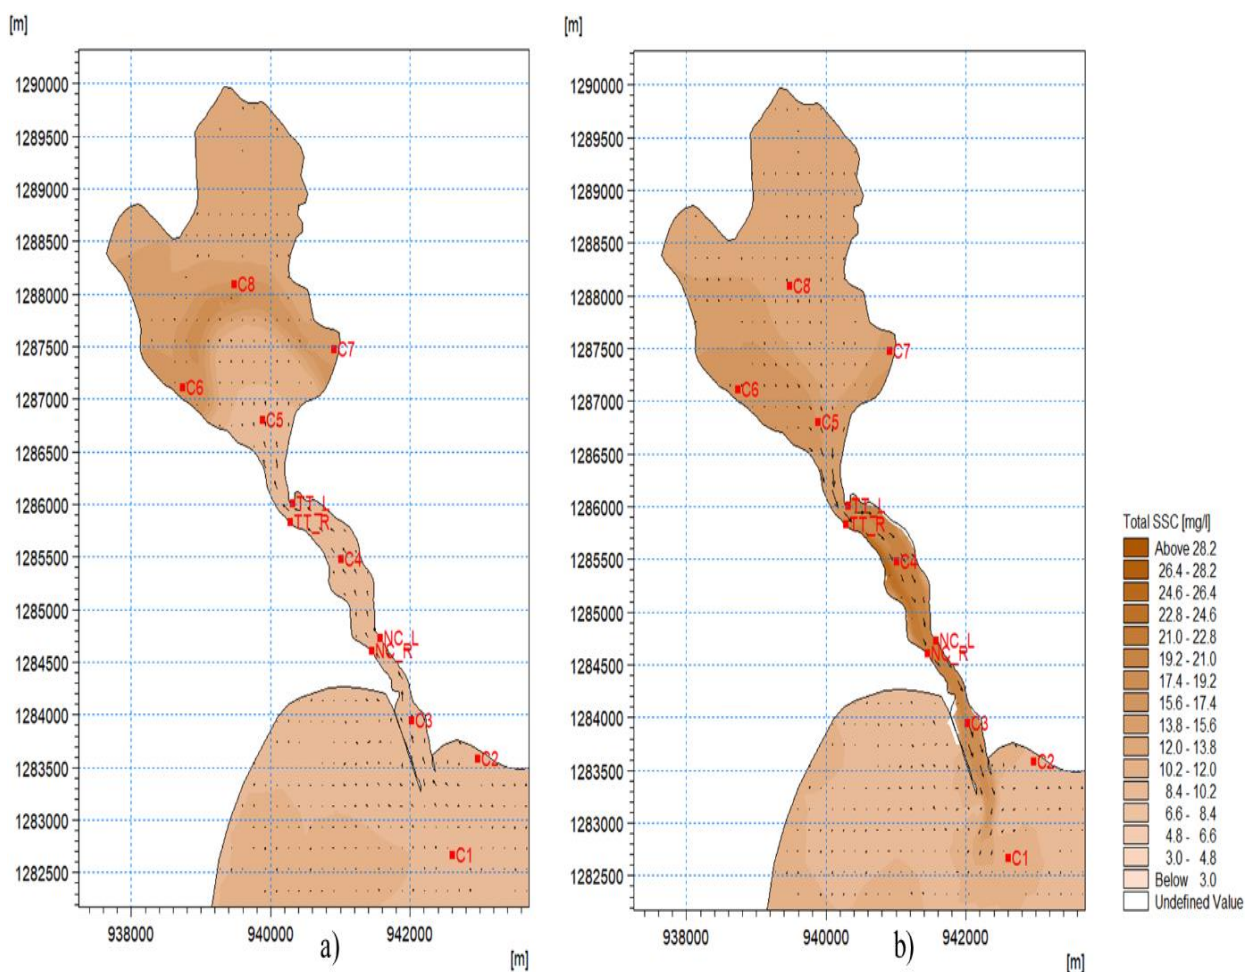 [m]
1290000
1289500
1289000
1288500
1288000
1287500
1287000
1286500
1286000
1285500
1285000
1284500
1284000
1283500
1283000
1282500
C8
C7
C6
C5
TT_L
TT_R
C4
NC_L
NC_R
C3
C2
C1
938000 940000 942000
[m]
a)
[m]
1290000
1289500
1289000
1288500
1288000
1287500
1287000
1286500
1286000
1285500
1285000
1284500
1284000
1283500
1283000
1282500
C8
C7
C6
C5
TT_L
TT_R
C4
NC_L
NC_R
C3
C2
C1
938000 940000 942000
[m]
b)
Total SSC [mg/l]
Above 28.2
26.4 - 28.2
24.6 - 26.4
22.8 - 24.6
21.0 - 22.8
19.2 - 21.0
17.4 - 19.2
15.6 - 17.4
13.8 - 15.6
12.0 - 13.8
10.2 - 12.0
8.4 - 10.2
6.6 - 8.4
4.8 - 6.6
3.0 - 4.8
Below 3.0
Undefined Value